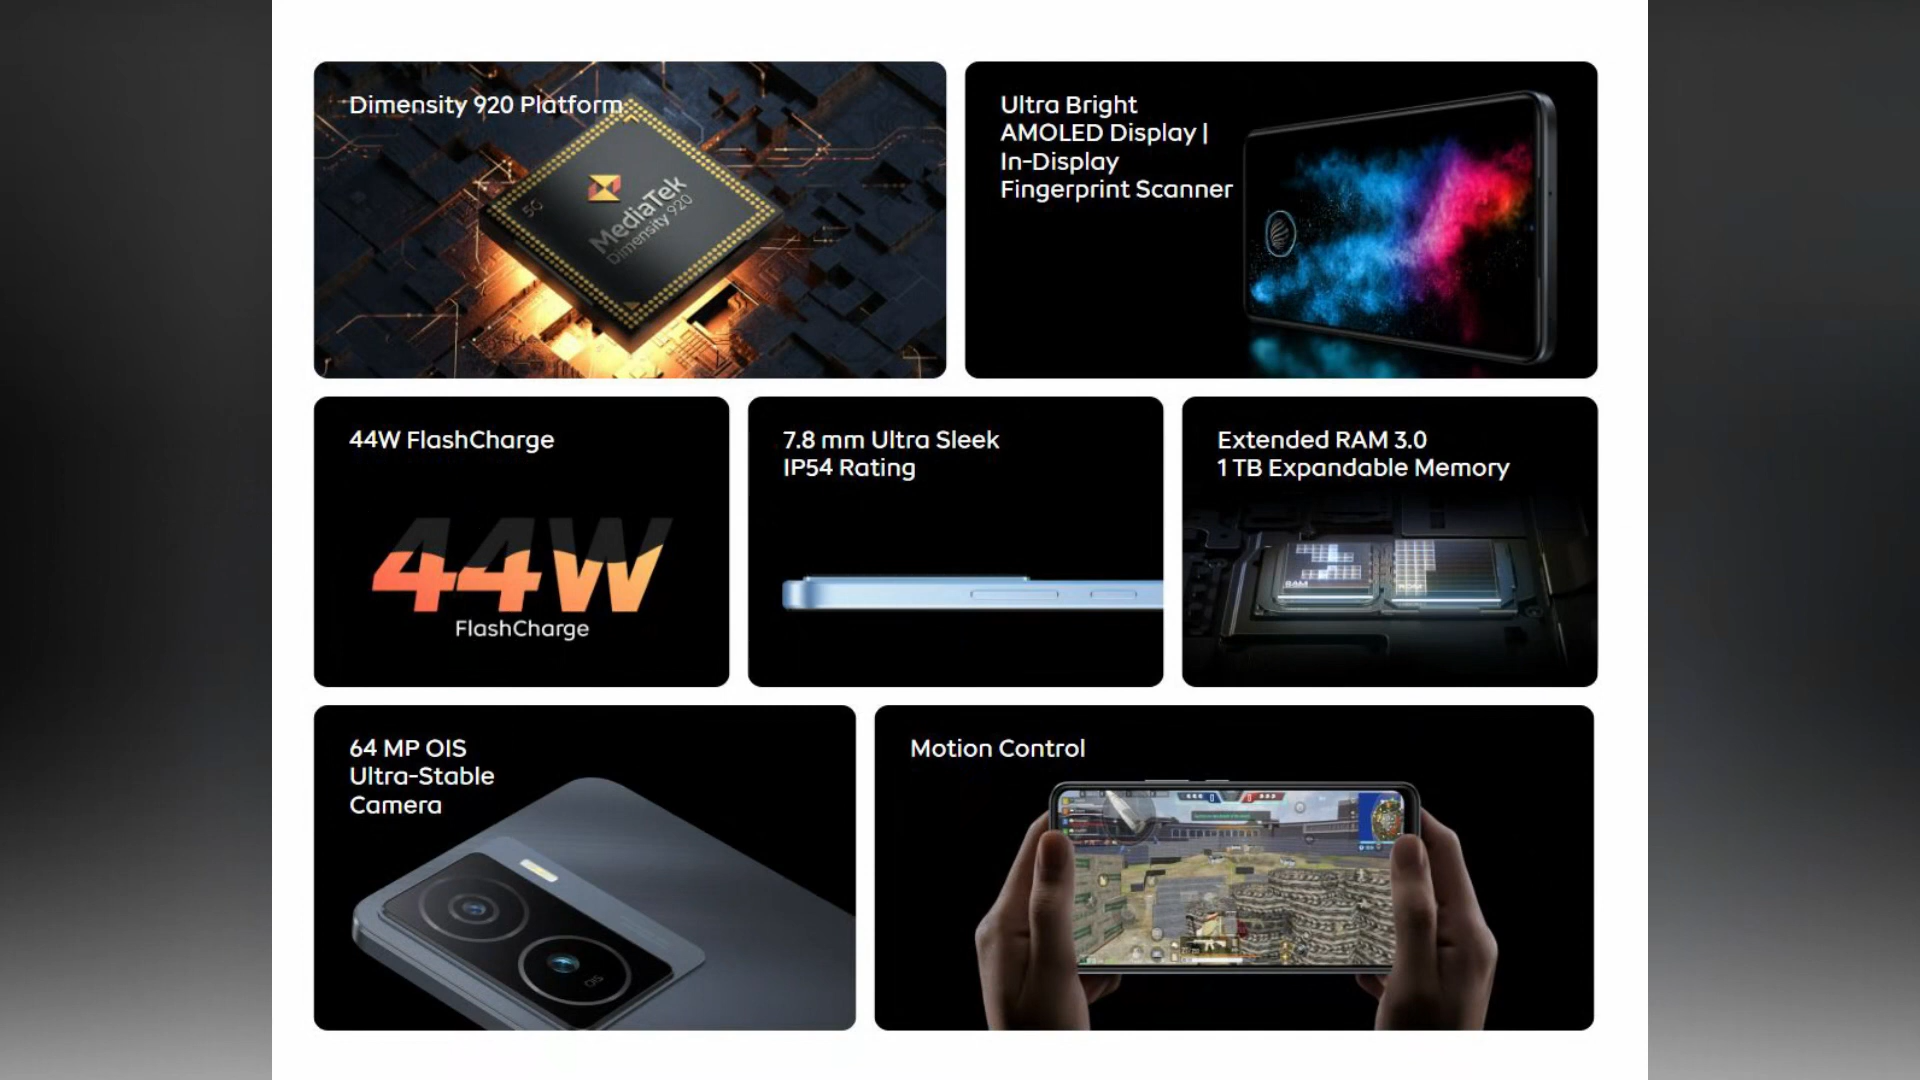 Dimensity 920 Platform
5G
MediaTek
Dimensity 920
Ultra Bright
AMOLED Display |
In-Display
Fingerprint Scanner
44W FlashCharge
44W
FlashCharge
7.8 mm Ultra Sleek
IP54 Rating
Extended RAM 3.0
1 TB Expandable Memory
RAM
64 MP OIS
Ultra-Stable
Camera
OIS
Motion Control